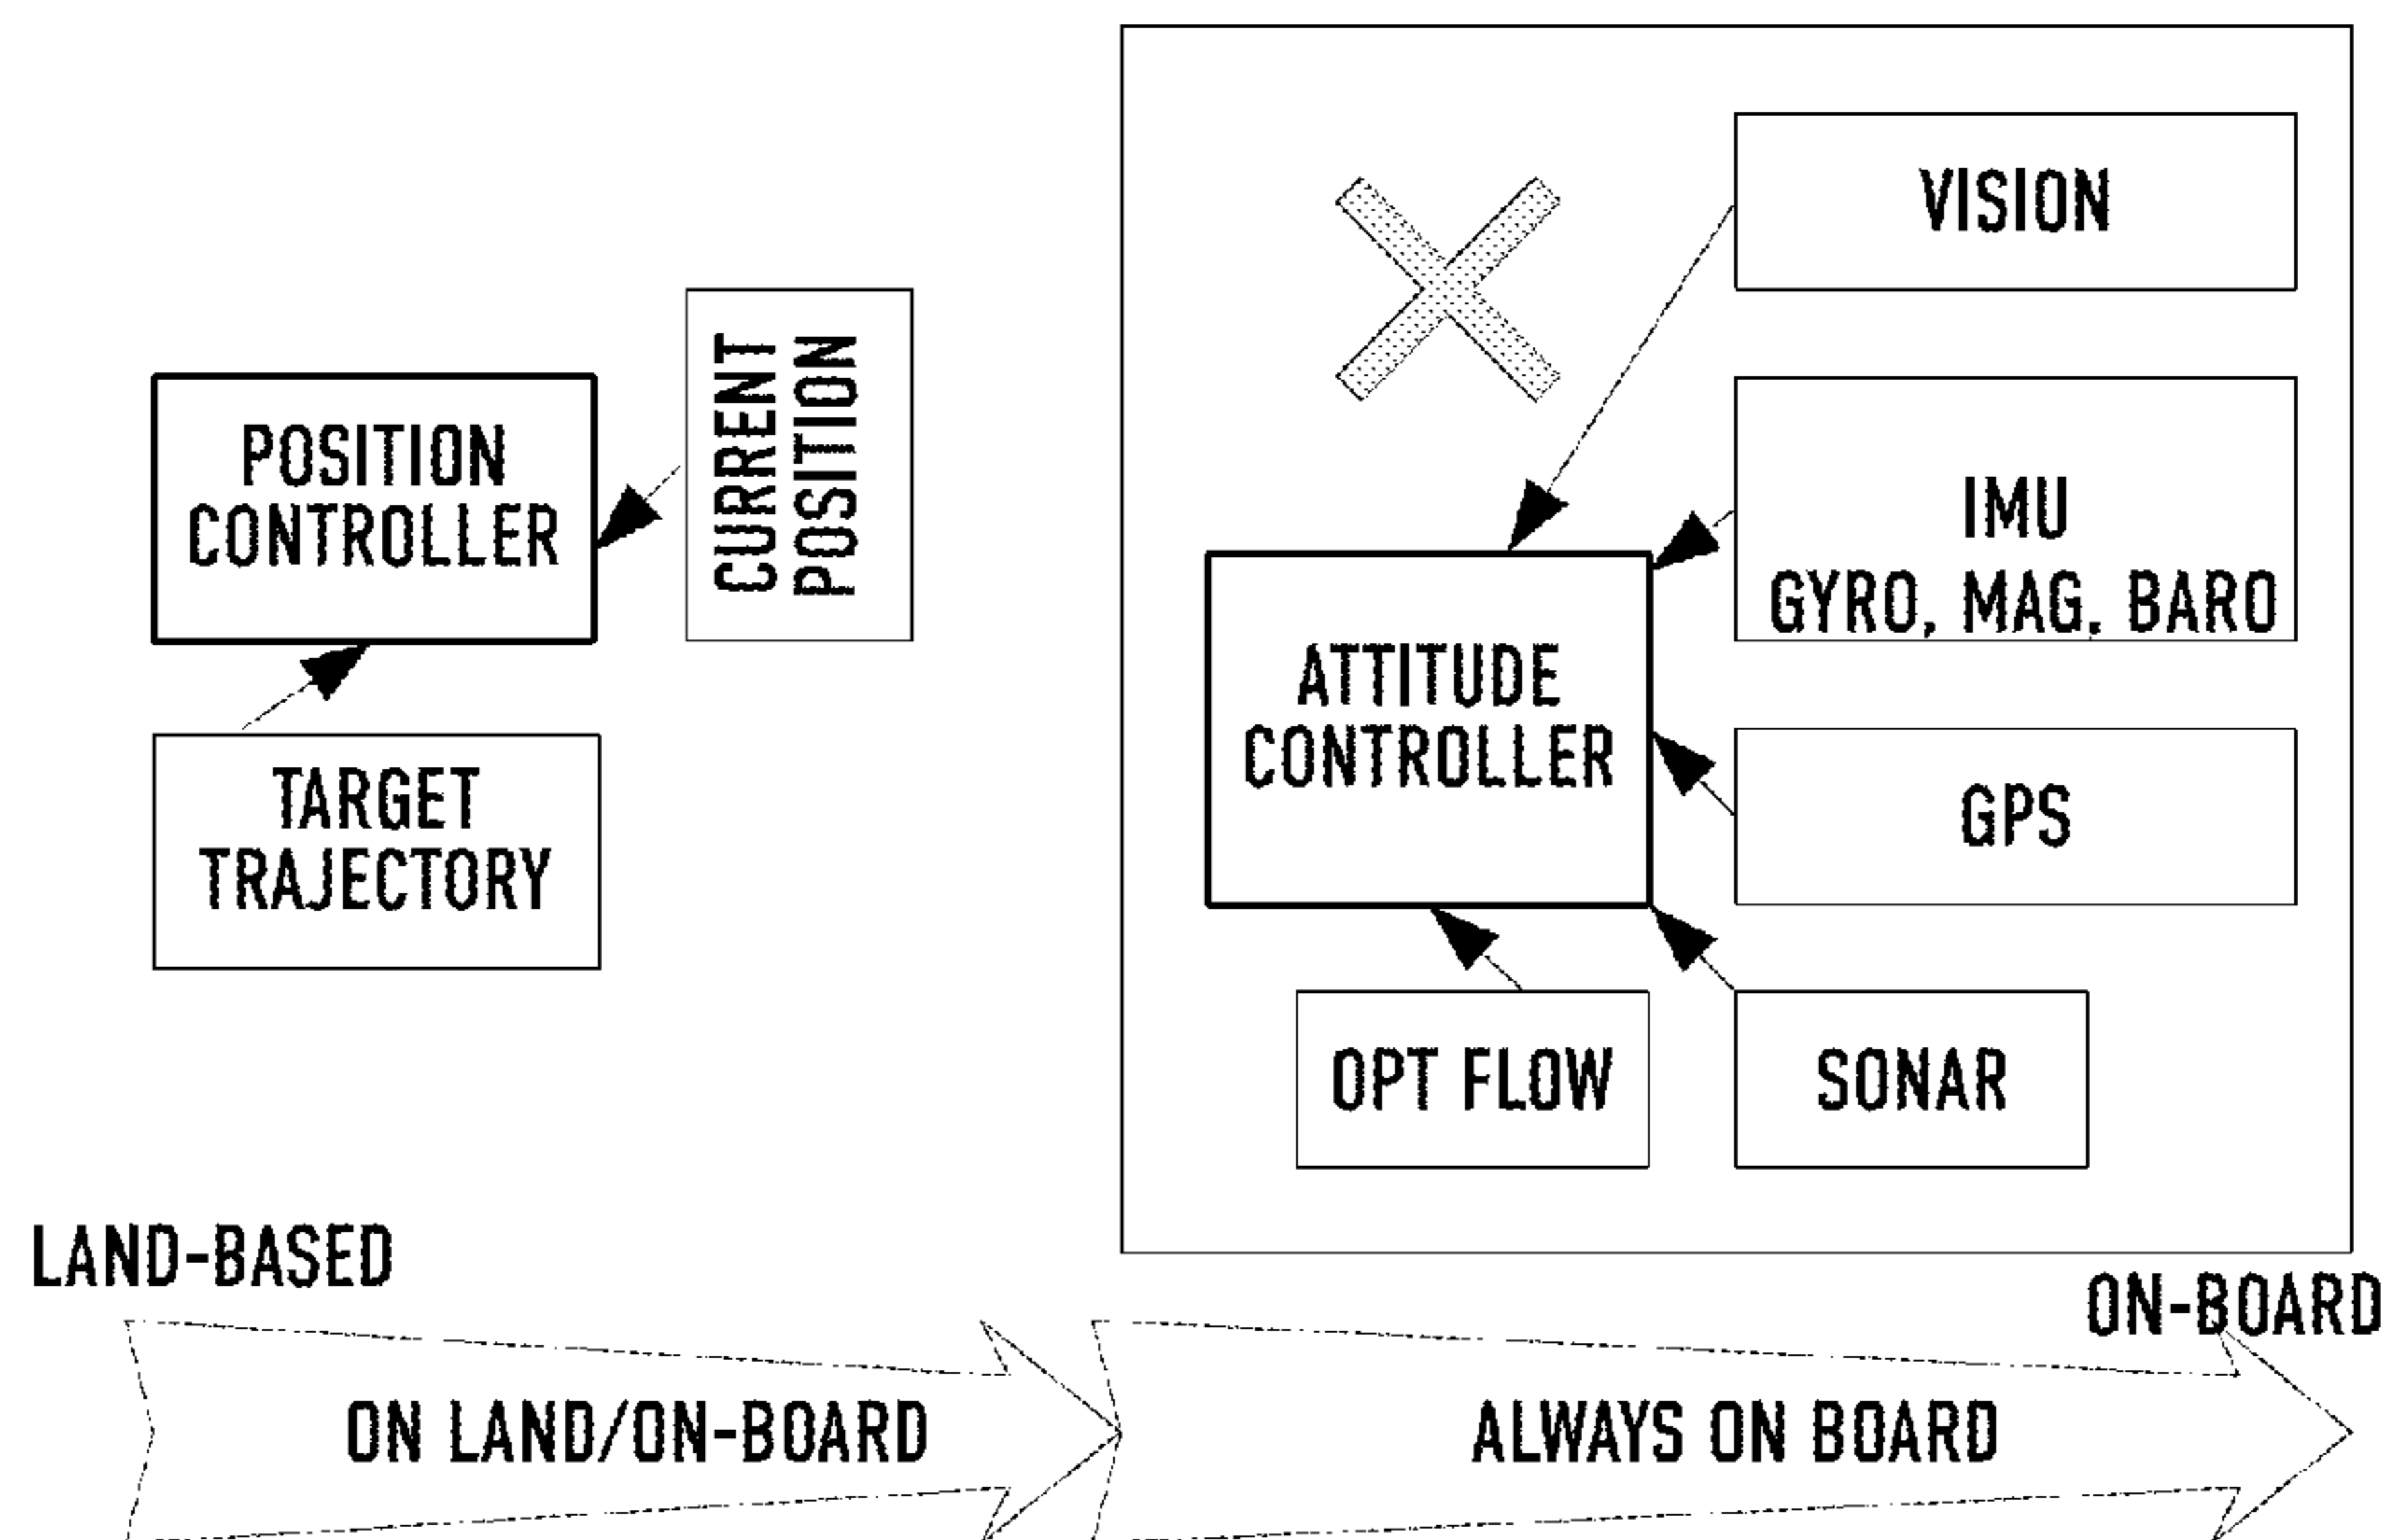 POSITION
CONTROLLER
CURRENT
POSITION
TARGET
TRAJECTORY
VISION
IMU
GYRO, MAG, BARO
ATTITUDE
CONTROLLER
GPS
OPT FLOW
SONAR
LAND-BASED
ON-BOARD
ON LAND/ON-BOARD
ALWAYS ON BOARD